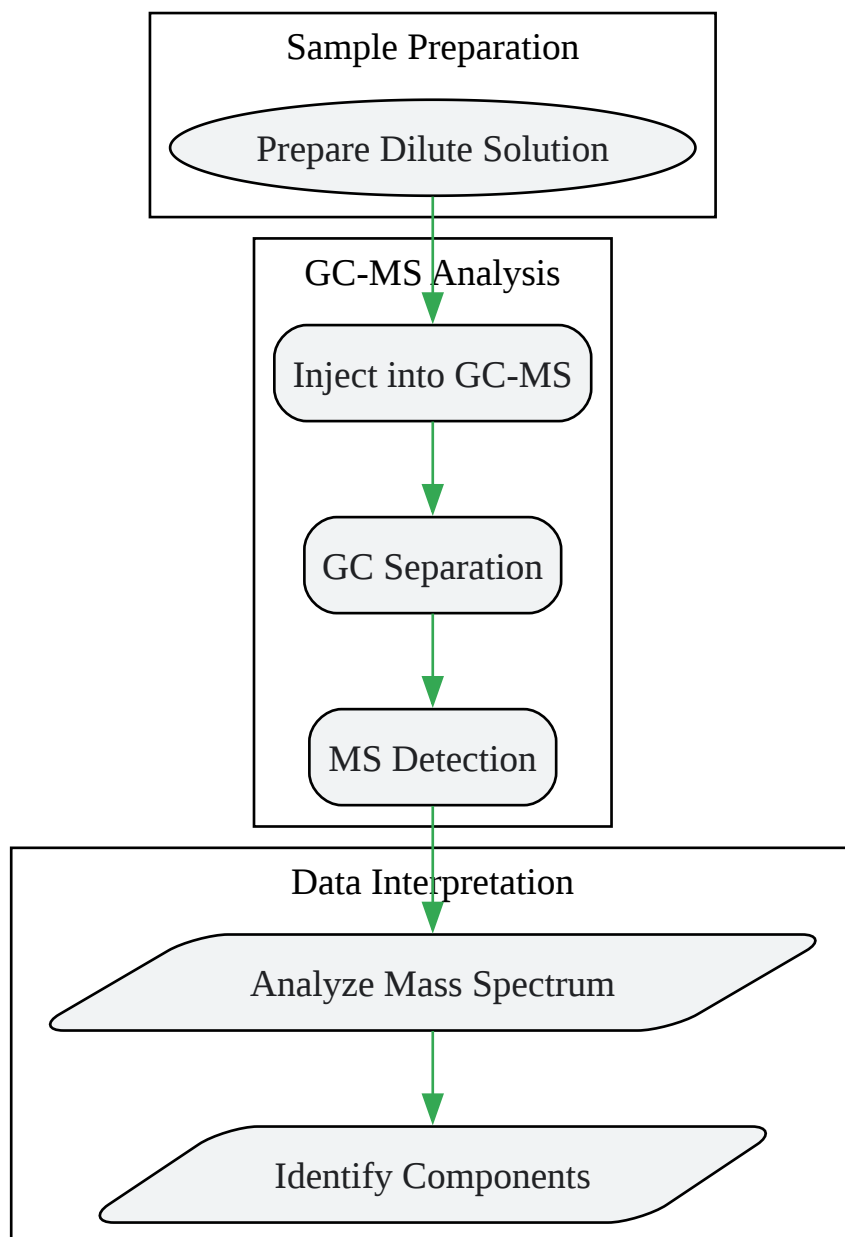 Sample Preparation
Prepare Dilute Solution
GC-MS Analysis
Inject into GC-MS
GC Separation
MS Detection
Data Interpretation
Analyze Mass Spectrum
Identify Components